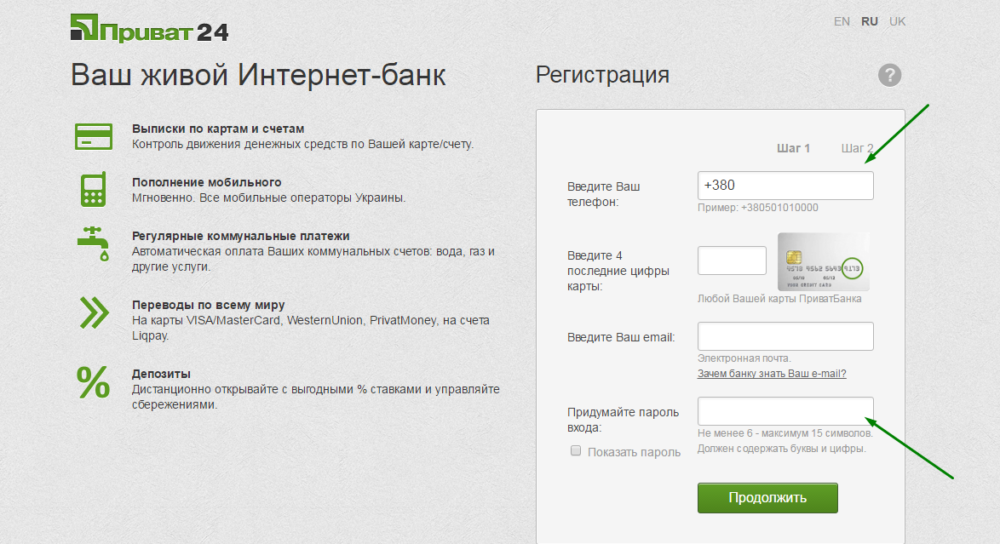 Приват 24
EN RU UK
Ваш живой Интернет-банк
Выписки по картам и счетам
Контроль движения денежных средств по Вашей карте/счету.
Пополнение мобильного
Мгновенно. Все мобильные операторы Украины.
Регулярные коммунальные платежи
Автоматическая оплата Ваших коммунальных счетов: вода, газ и
другие услуги.
Переводы по всему миру
На карты VISA/MasterCard, WesternUnion, PrivatMoney, на счета
Liqpay.
%
Депозиты
Дистанционно открывайте с выгодными % ставками и управляйте
сбережениями.
Регистрация
?
Шаг 1 Шаг 2
Введите Ваш
телефон:
+380
Пример: +380501010000
Введите 4
последние цифры
карты:
Любой Вашей карты ПриватБанка
Введите Ваш email:
Электронная почта.
Зачем банку знать Ваш e-mail?
Придумайте пароль
входа:
Не менее 6 - максимум 15 символов.
Должен содержать буквы и цифры.
Показать пароль
Продолжить